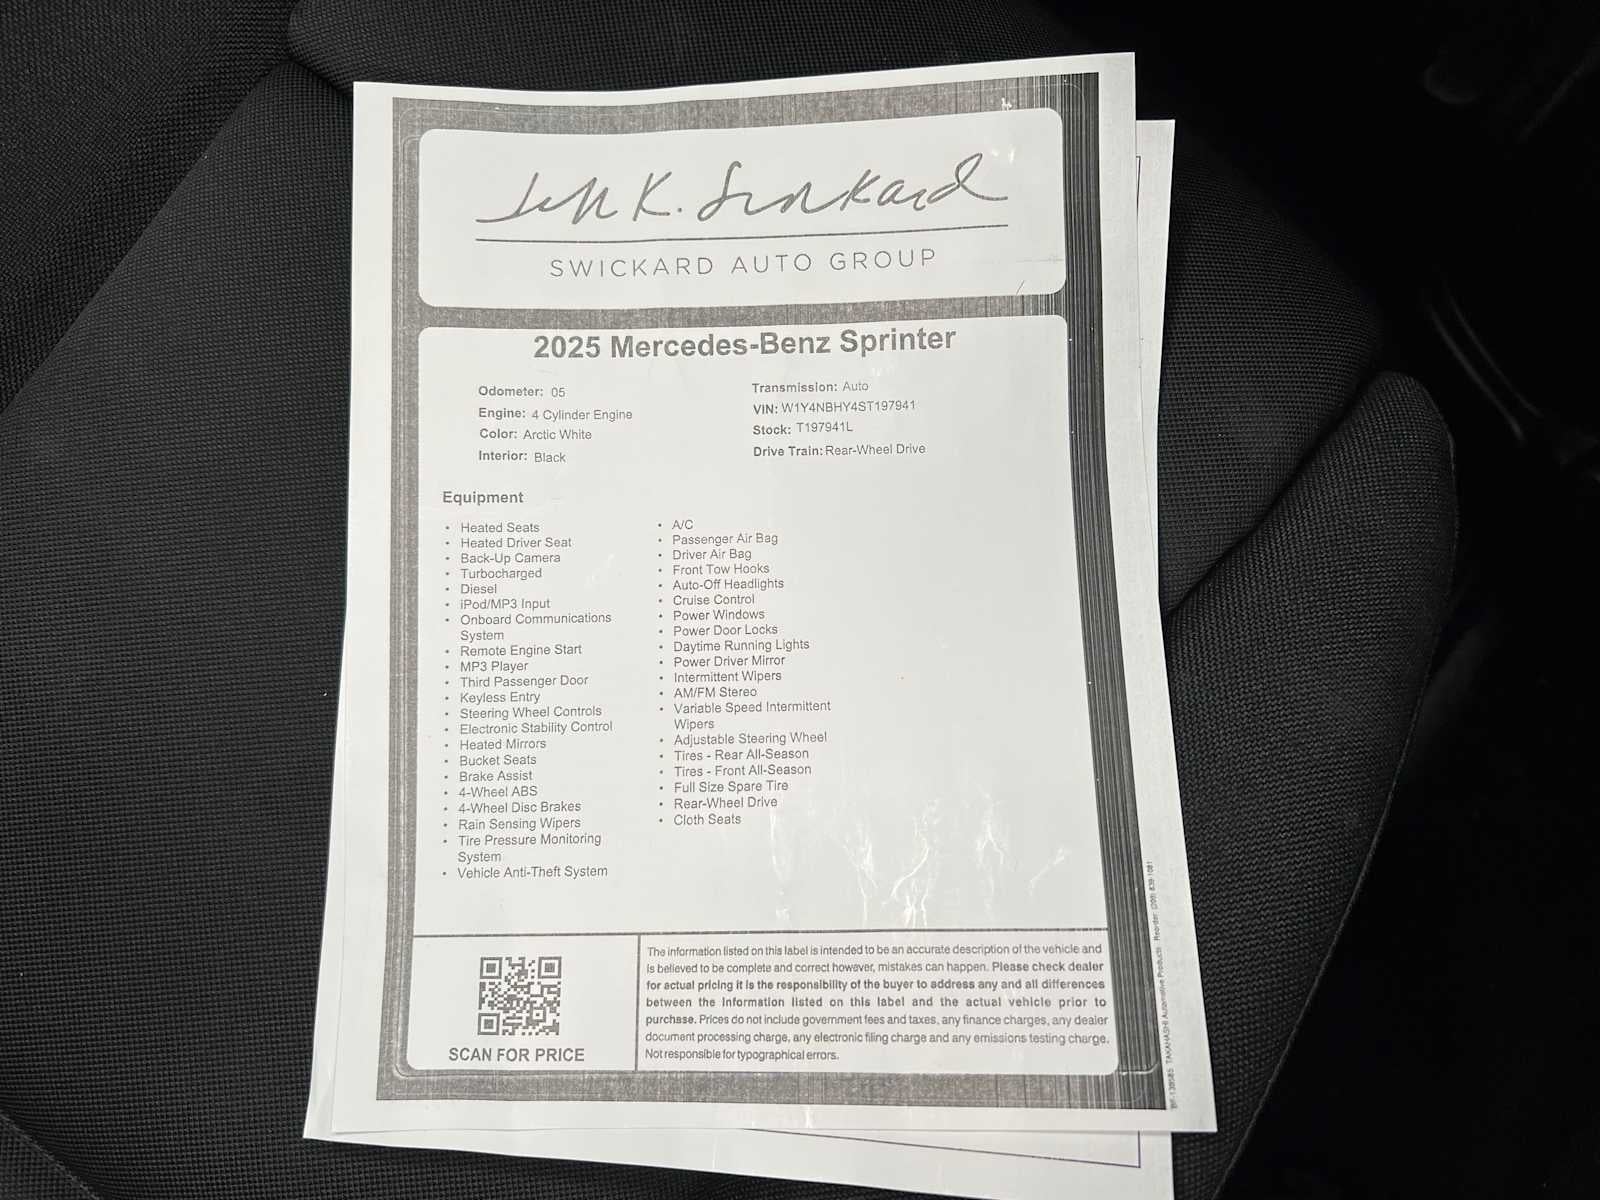 Jeff K. Swickard
SWICKARD AUTO GROUP
2025 Mercedes-Benz Sprinter
Odometer: 05
Engine: 4 Cylinder Engine
Color: Arctic White
Interior: Black
Transmission: Auto
VIN: W1Y4NBHY4ST197941
Stock: T197941L
Drive Train: Rear-Wheel Drive
Equipment
• Heated Seats
• Heated Driver Seat
• Back-Up Camera
• Turbocharged
• Diesel
• iPod/MP3 Input
• Onboard Communications
System
• Remote Engine Start
• MP3 Player
• Third Passenger Door
• Keyless Entry
• Steering Wheel Controls
• Electronic Stability Control
• Heated Mirrors
• Bucket Seats
• Brake Assist
• 4-Wheel ABS
• 4-Wheel Disc Brakes
• Rain Sensing Wipers
• Tire Pressure Monitoring
System
• Vehicle Anti-Theft System
• A/C
• Passenger Air Bag
• Driver Air Bag
• Front Tow Hooks
• Auto-Off Headlights
• Cruise Control
• Power Windows
• Power Door Locks
• Daytime Running Lights
• Power Driver Mirror
• Intermittent Wipers
• AM/FM Stereo
• Variable Speed Intermittent
Wipers
• Adjustable Steering Wheel
• Tires - Rear All-Season
• Tires - Front All-Season
• Full Size Spare Tire
• Rear-Wheel Drive
• Cloth Seats
SCAN FOR PRICE
The information listed on this label is intended to be an accurate description of the vehicle and
is believed to be complete and correct however, mistakes can happen. Please check dealer
for actual pricing it is the responsibility of the buyer to address any and all differences
between the information listed on this label and the actual vehicle prior to
purchase. Prices do not include government fees and taxes, any finance charges, any dealer
document processing charge, any electronic filing charge and any emissions testing charge.
Not responsible for typographical errors.
TAKAHASHI Automotive Products Reorder: